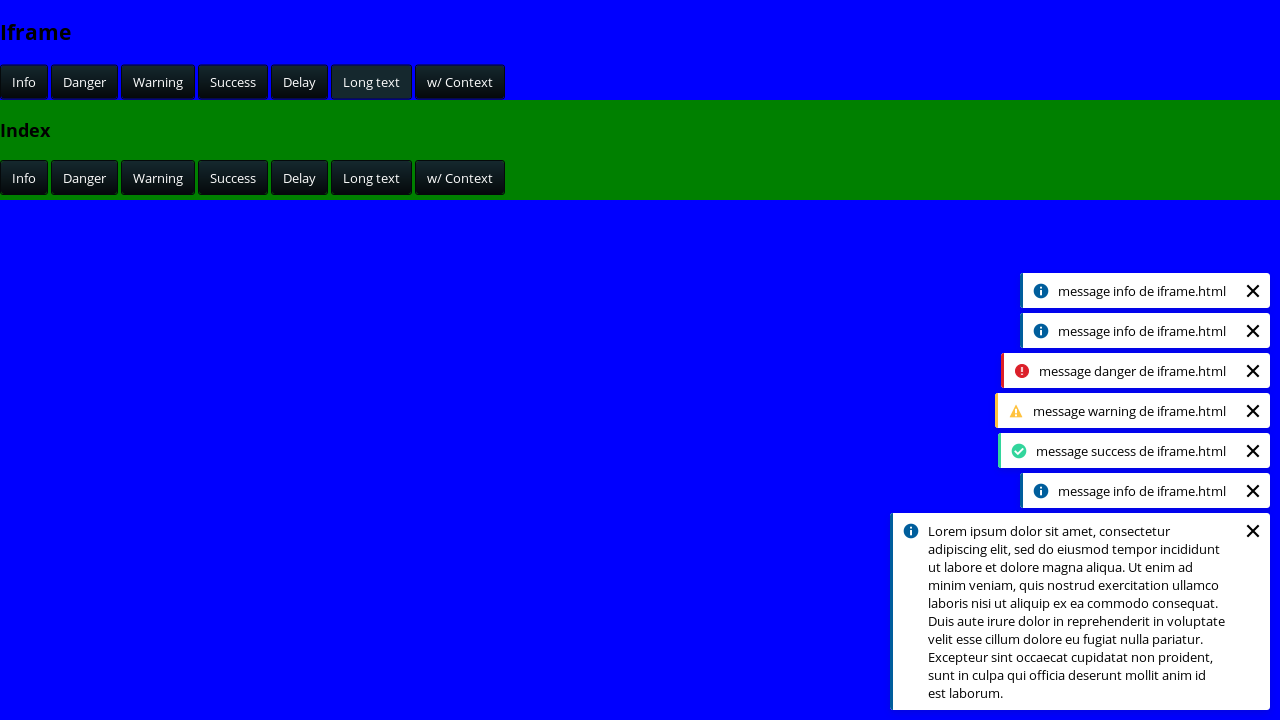 Iframe
Info Danger Warning Success Delay Long text w/ Context
Index
Info Danger Warning Success Delay Long text w/ Context
message info de iframe.html
message info de iframe.html
message danger de iframe.html
message warning de iframe.html
message success de iframe.html
message info de iframe.html
Lorem ipsum dolor sit amet, consectetur
adipiscing elit, sed do eiusmod tempor incididunt
ut labore et dolore magna aliqua. Ut enim ad
minim veniam, quis nostrud exercitation ullamco
laboris nisi ut aliquip ex ea commodo consequat.
Duis aute irure dolor in reprehenderit in voluptate
velit esse cillum dolore eu fugiat nulla pariatur.
Excepteur sint occaecat cupidatat non proident,
sunt in culpa qui officia deserunt mollit anim id
est laborum.